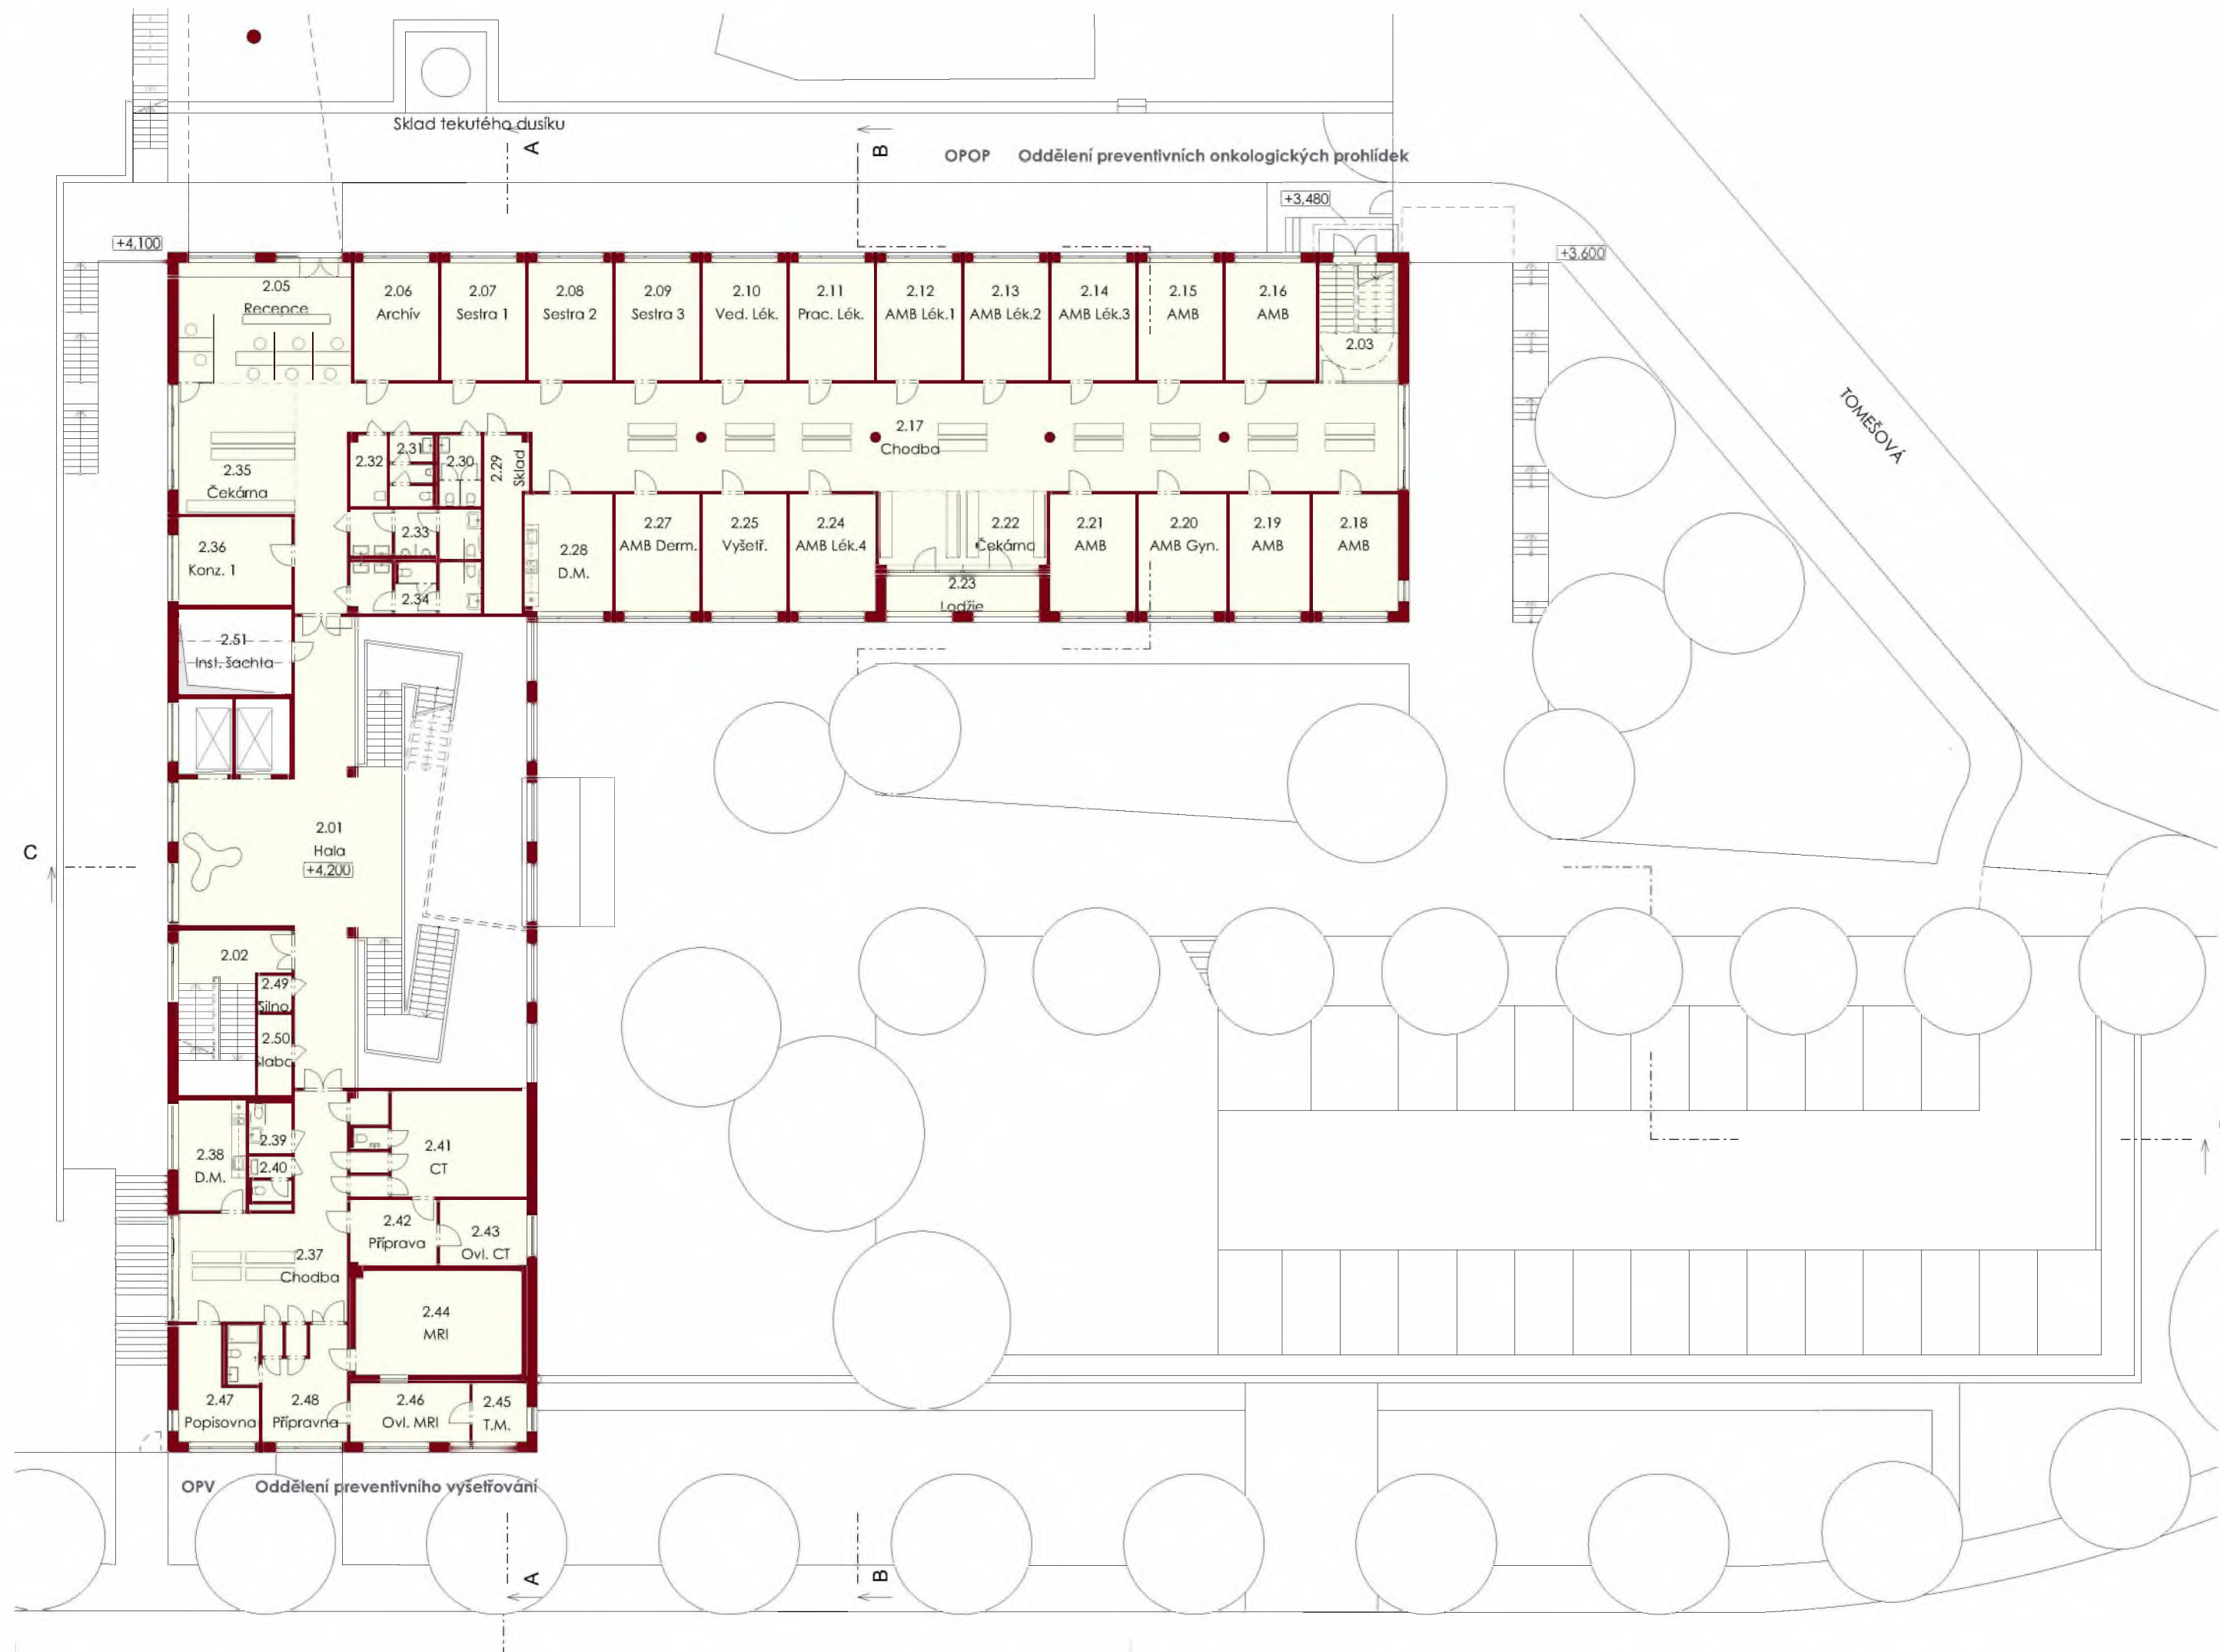 Sklad tekutého dusíku
A
B
OPOP Oddělení preventivních onkologických prohlídek
+3,480
+4,100
+3.600
2.05
Recepce
2.06
Archív
2.07
Sestra 1
2.08
Sestra 2
2.09
Sestra 3
2.10
Ved. Lék.
2.11
Prac. Lék.
2.12
AMB Lék.1
2.13
AMB Lék.2
2.14
AMB Lék.3
2.15
AMB
2.16
AMB
2.03
TOMEŠOVÁ
2.17
Chodba
2.35
Čekárna
2.32
2.31
2.30
2.29
Sklad
2.33
2.34
2.36
Konz. 1
2.28
D.M.
2.27
AMB Derm.
2.25
Vyšetř.
2.24
AMB Lék.4
2.22
Čekárna
2.23
Lodžie
2.21
AMB
2.20
AMB Gyn.
2.19
AMB
2.18
AMB
2.51
Inst. šachta
2.01
Hala
+4,200
C
2.02
2.49
Silno
2.50
Slabo
2.38
D.M.
2.39
2.40
2.41
CT
2.42
Příprava
2.43
Ovl. CT
2.37
Chodba
2.44
MRI
2.47
Popisovna
2.48
Přípravna
2.46
Ovl. MRI
2.45
T.M.
OPV Oddělení preventivního vyšetřování
A
B